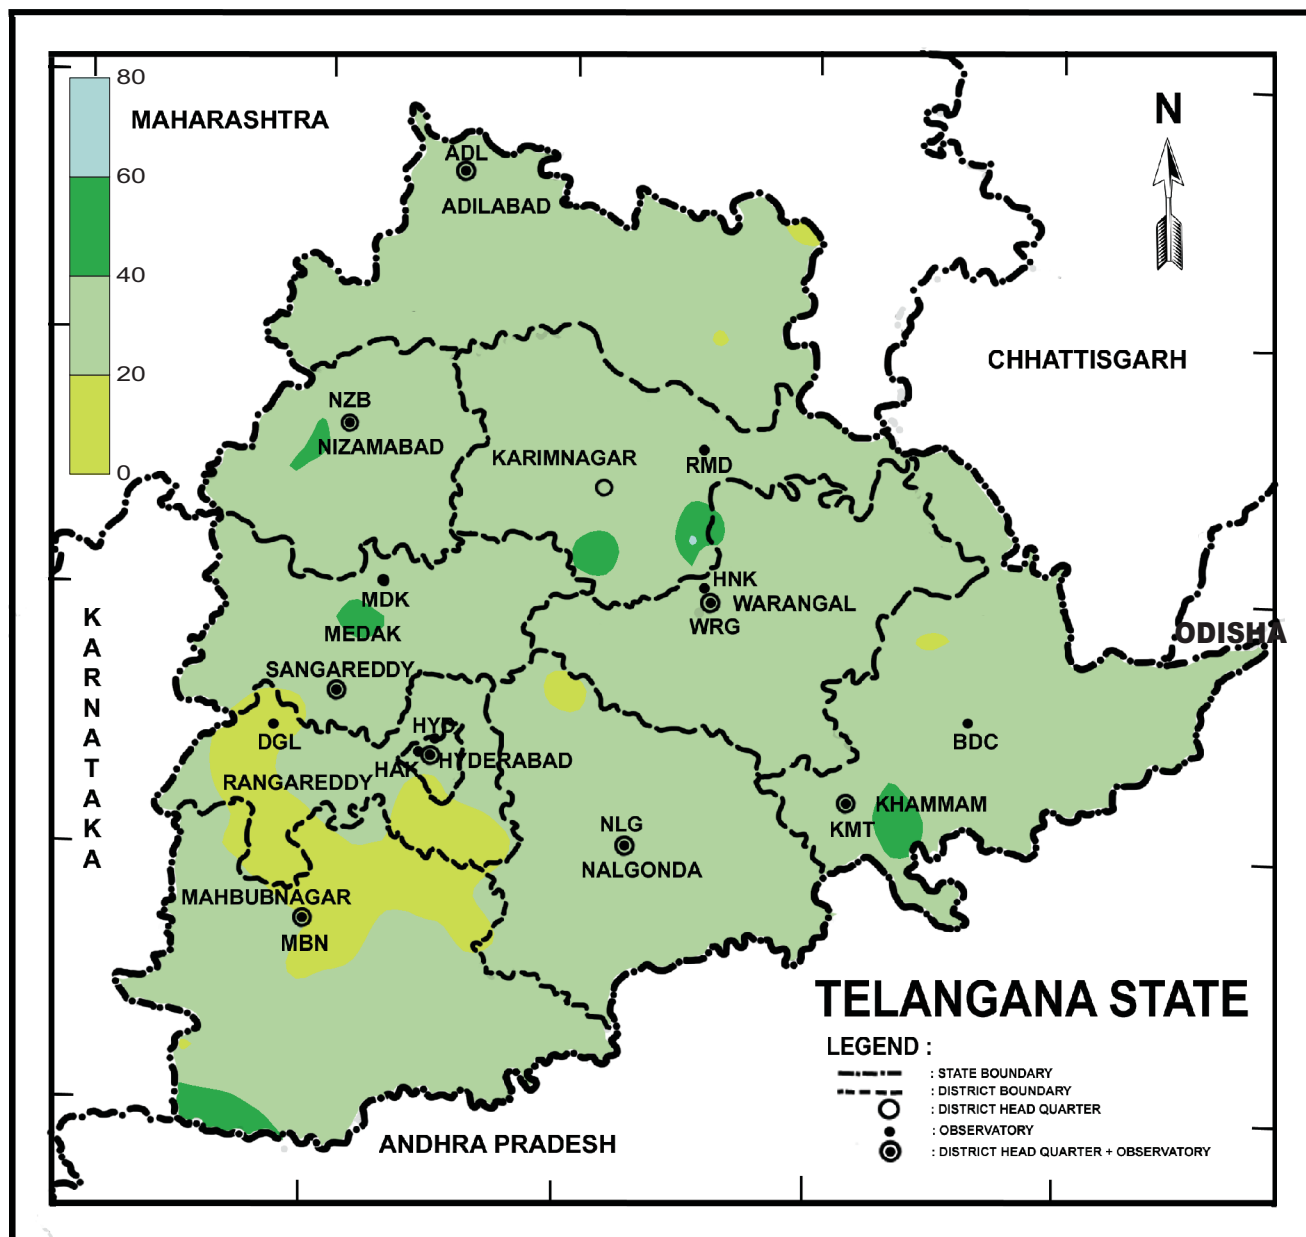 80
MAHARASHTRA
N
ADL
60
ADILABAD
40
CHHATTISGARH
20
NZB
NIZAMABAD
KARIMNAGAR
RMD
0
HNK
MDK
WARANGAL
WRG
MEDAK
KARNATAKA
ODISHA
SANGAREDDY
HYD
DGL
BDC
HYDERABAD
HAK
RANGAREDDY
KHAMMAM
NLG
KMT
NALGONDA
MAHBUBNAGAR
MBN
TELANGANA STATE
LEGEND :
: STATE BOUNDARY
: DISTRICT BOUNDARY
: DISTRICT HEAD QUARTER
: OBSERVATORY
: DISTRICT HEAD QUARTER + OBSERVATORY
ANDHRA PRADESH